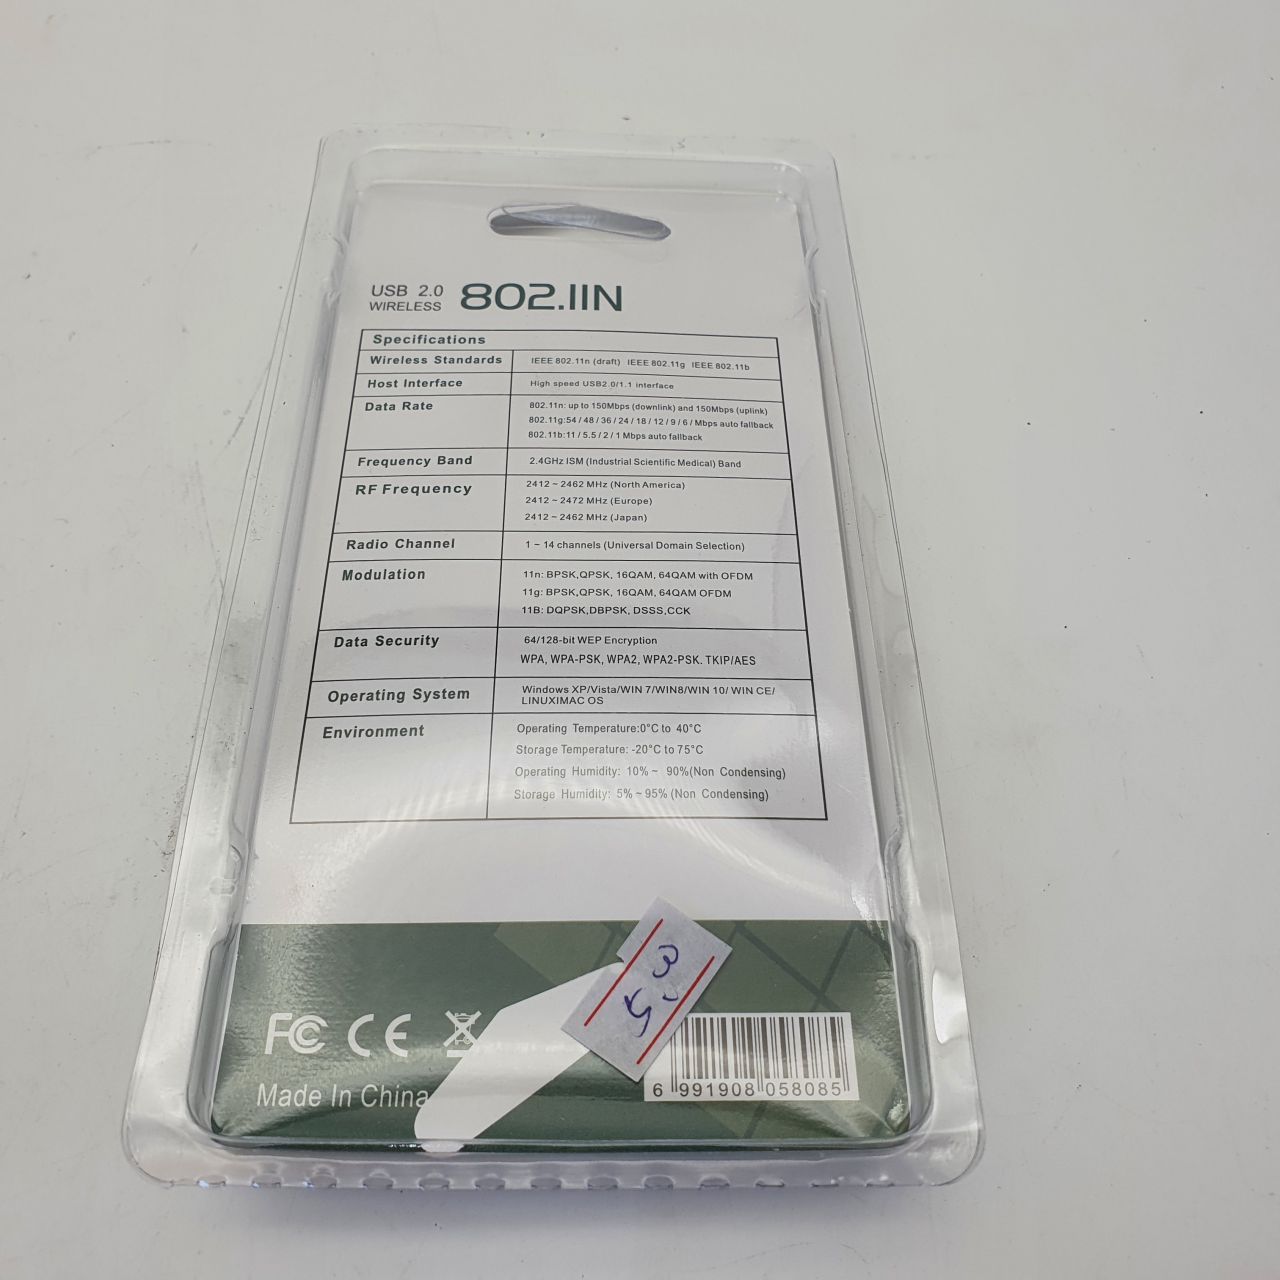 USB 2.0
WIRELESS
802.11N
Specifications
Wireless Standards
IEEE 802.11n (draft) IEEE 802.11g IEEE 802.11b
Host Interface
High speed USB2.0/1.1 interface
Data Rate
802.11n: up to 150Mbps (downlink) and 150Mbps (uplink)
802.11g:54 / 48 / 36 / 24 / 18 / 12 / 9 / 6 / Mbps auto fallback
802.11b:11 / 5.5 / 2 / 1 Mbps auto fallback
Frequency Band
2.4GHz ISM (Industrial Scientific Medical) Band
RF Frequency
2412 ~ 2462 MHz (North America)
2412 ~ 2472 MHz (Europe)
2412 ~ 2462 MHz (Japan)
Radio Channel
1 ~ 14 channels (Universal Domain Selection)
Modulation
11n: BPSK,QPSK, 16QAM, 64QAM with OFDM
11g: BPSK,QPSK, 16QAM, 64QAM OFDM
11B: DQPSK,DBPSK, DSSS,CCK
Data Security
64/128-bit WEP Encryption
WPA, WPA-PSK, WPA2, WPA2-PSK. TKIP/AES
Operating System
Windows XP/Vista/WIN 7/WIN8/WIN 10/ WIN CE/
LINUXIMAC OS
Environment
Operating Temperature:0°C to 40°C
Storage Temperature: -20°C to 75°C
Operating Humidity: 10% ~ 90%(Non Condensing)
Storage Humidity: 5% ~ 95% (Non Condensing)
FC CE
Made In China
6 991908 058085